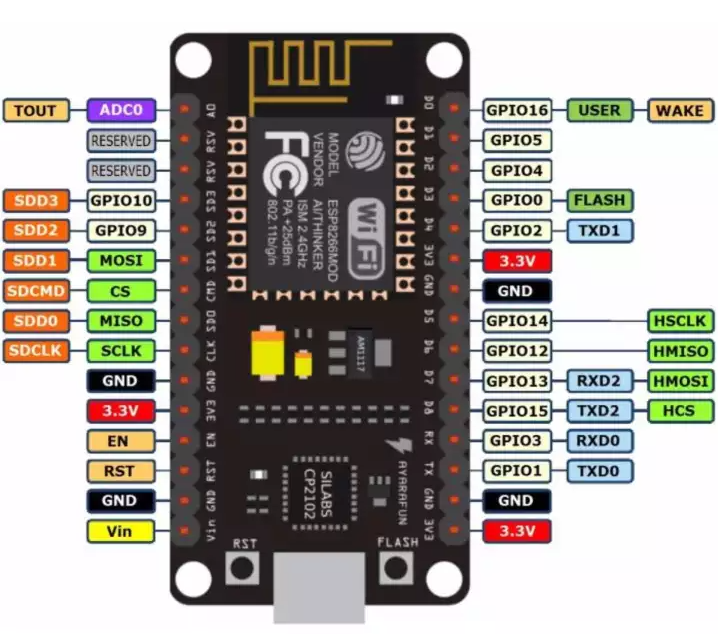 TOUT ADC0 A0 D0 GPIO16 USER WAKE
RESERVED RSV D1 GPIO5
RESERVED RSV D2 GPIO4
SDD3 GPIO10 SD3 D3 GPIO0 FLASH
SDD2 GPIO9 SD2 D4 GPIO2 TXD1
SDD1 MOSI SD1 3V3 3.3V
SDCMD CS CMD GND GND
SDD0 MISO SD0 D5 GPIO14 HSCLK
SDCLK SCLK CLK D6 GPIO12 HMISO
GND GND D7 GPIO13 RXD2 HMOSI
3.3V 3V3 D8 GPIO15 TXD2 HCS
EN EN RX GPIO3 RXD0
RST RST TX GPIO1 TXD0
GND GND GND GND
Vin Vin 3V3 3.3V
MODEL ESP8266MOD
VENDOR AI/THINKER
ISM 2.4GHz
PA +25dBm
802.11b/g/n
FC
WiFi
AM1117
AYARAFUN
SILABS
CP2102
RST
FLASH